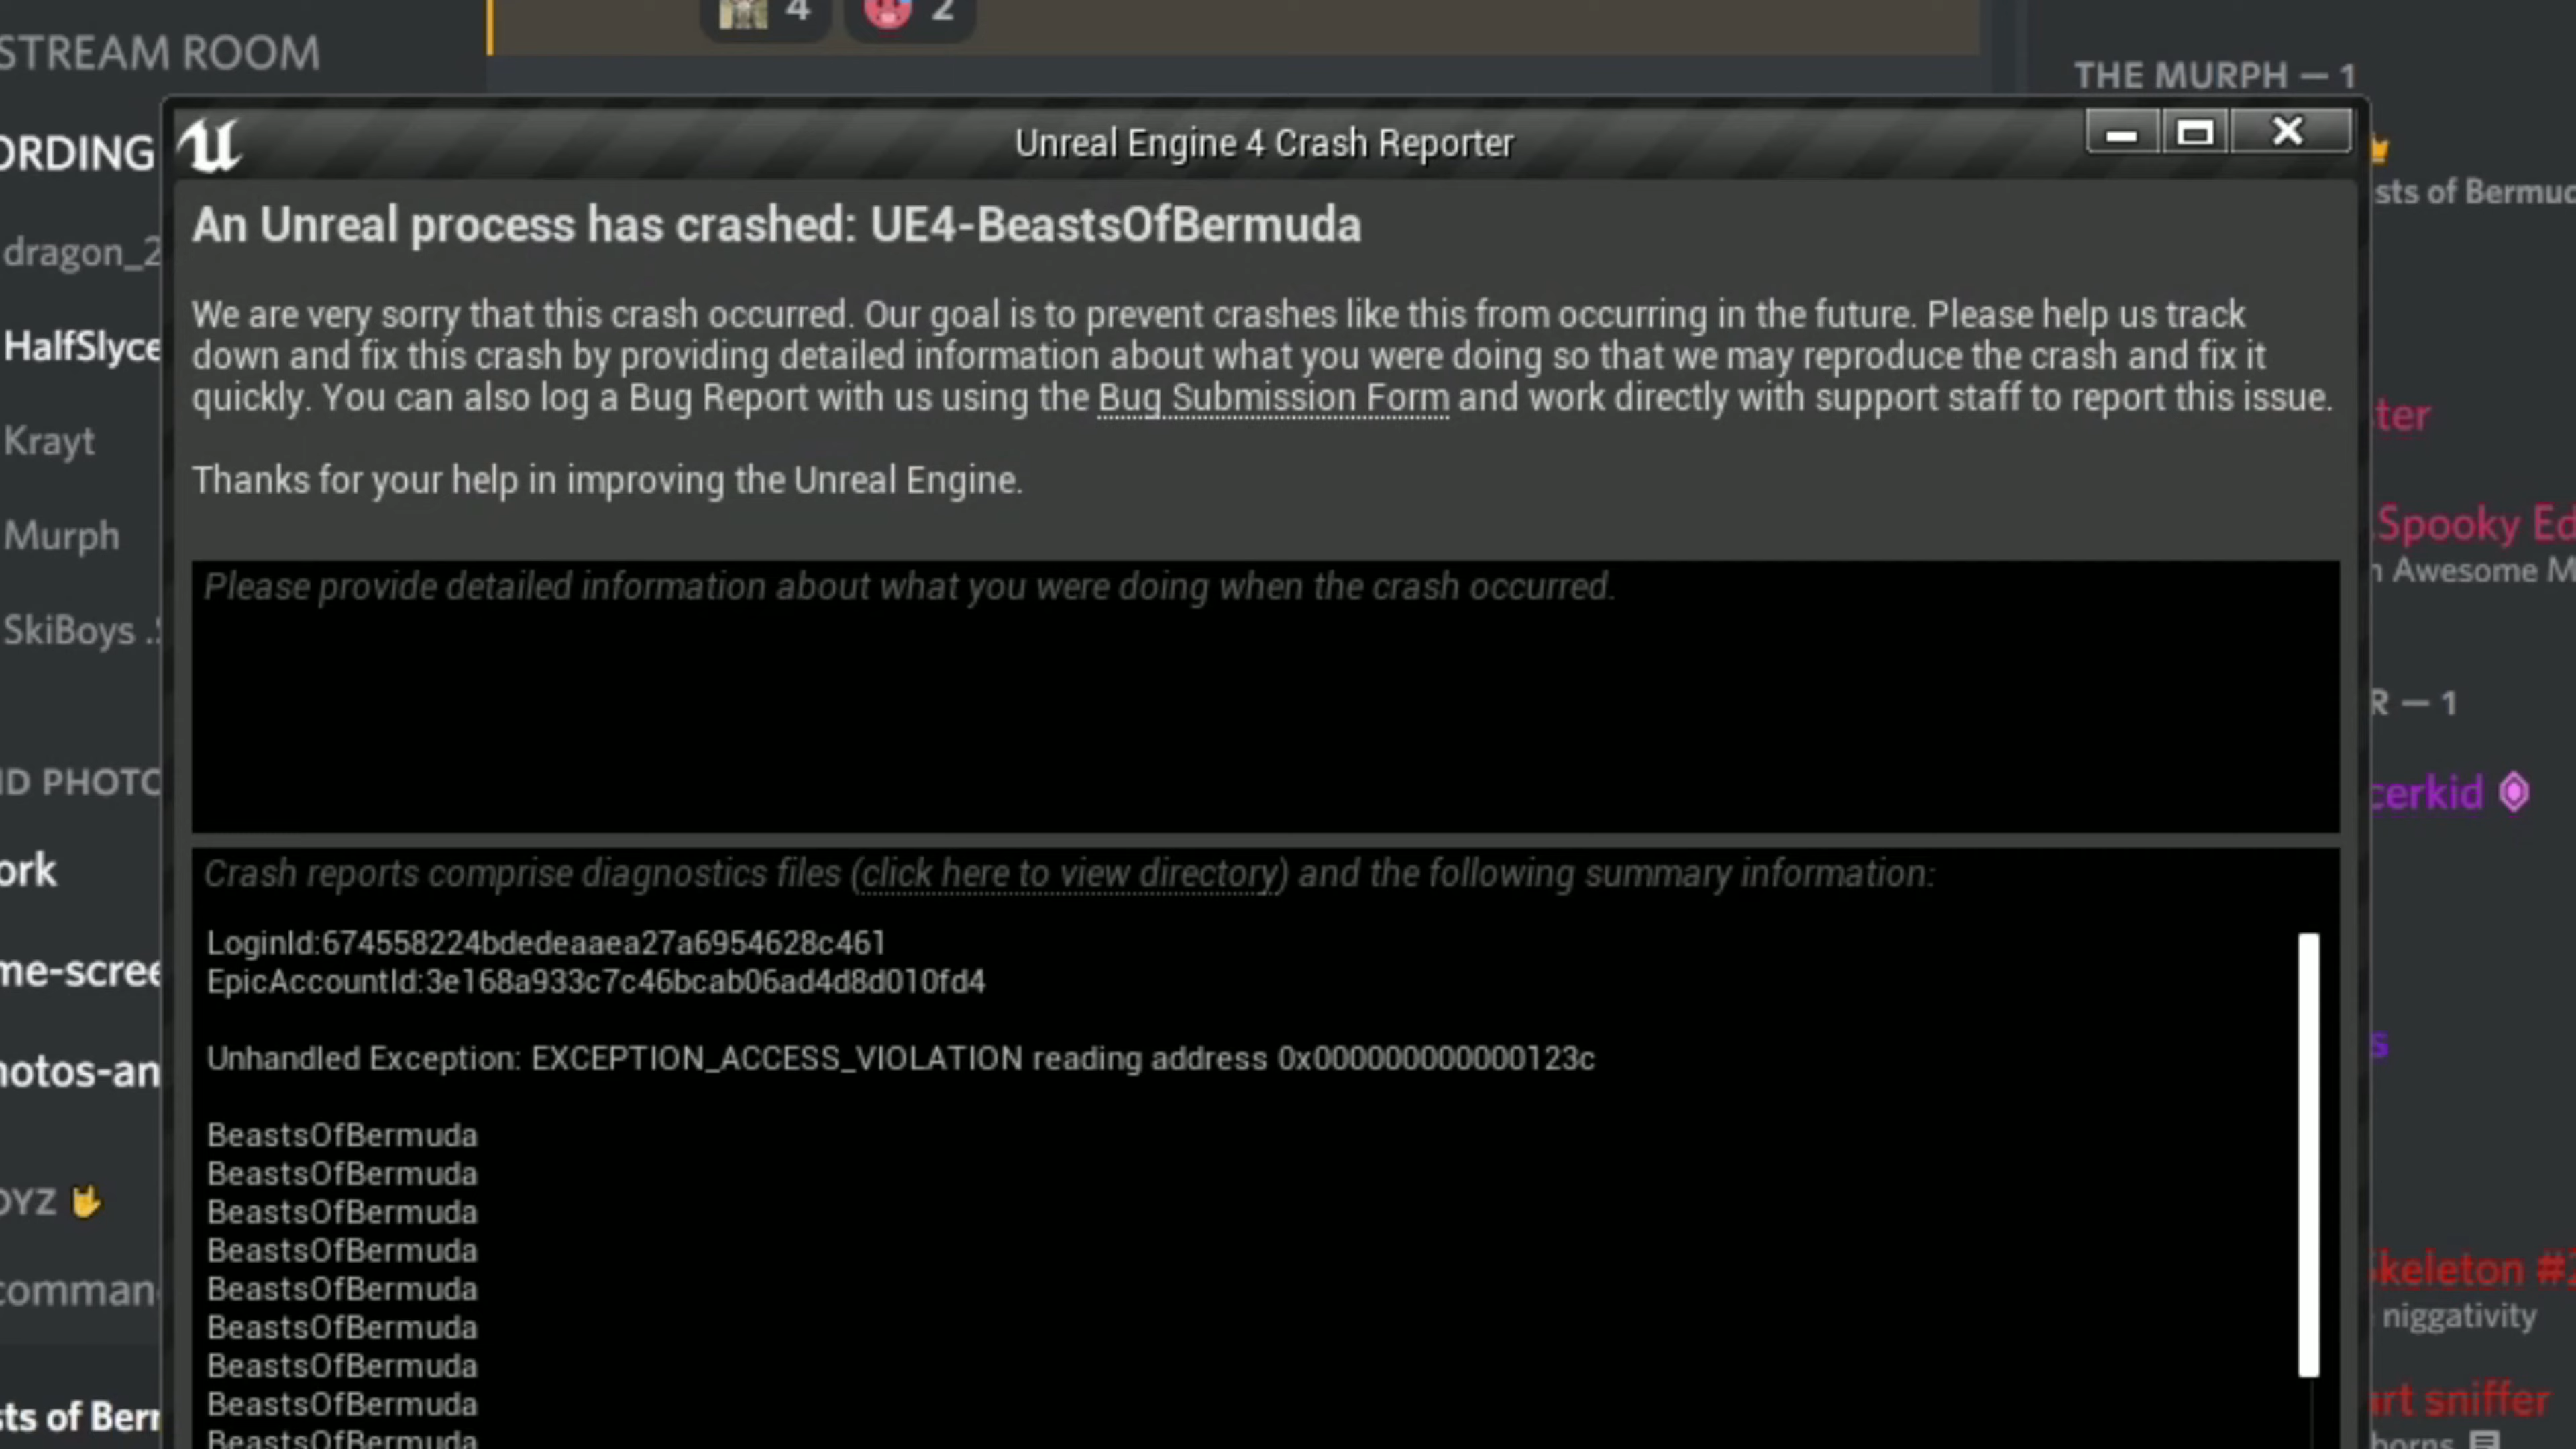 4 2
STREAM ROOM
THE MURPH — 1
ORDING
Unreal Engine 4 Crash Reporter
sts of Bermud
An Unreal process has crashed: UE4-BeastsOfBermuda
dragon_2
We are very sorry that this crash occurred. Our goal is to prevent crashes like this from occurring in the future. Please help us track
down and fix this crash by providing detailed information about what you were doing so that we may reproduce the crash and fix it
quickly. You can also log a Bug Report with us using the Bug Submission Form and work directly with support staff to report this issue.
HalfSlyce
ster
Krayt
Thanks for your help in improving the Unreal Engine.
Murph
.Spooky Ed
n Awesome M
Please provide detailed information about what you were doing when the crash occurred.
SkiBoys .S
R — 1
ND PHOTO
cerkid
Crash reports comprise diagnostics files (click here to view directory) and the following summary information:
ork
LoginId:674558224bdedeaaea27a6954628c461
EpicAccountId:3e168a933c7c46bcab06ad4d8d010fd4
me-scree
Unhandled Exception: EXCEPTION_ACCESS_VIOLATION reading address 0x000000000000123c
hotos-an
s
BeastsOfBermuda
BeastsOfBermuda
BeastsOfBermuda
BeastsOfBermuda
BeastsOfBermuda
BeastsOfBermuda
BeastsOfBermuda
BeastsOfBermuda
BeastsOfBermuda
OYZ
comman
Skeleton #2
niggativity
sts of Berr
art sniffer
horns